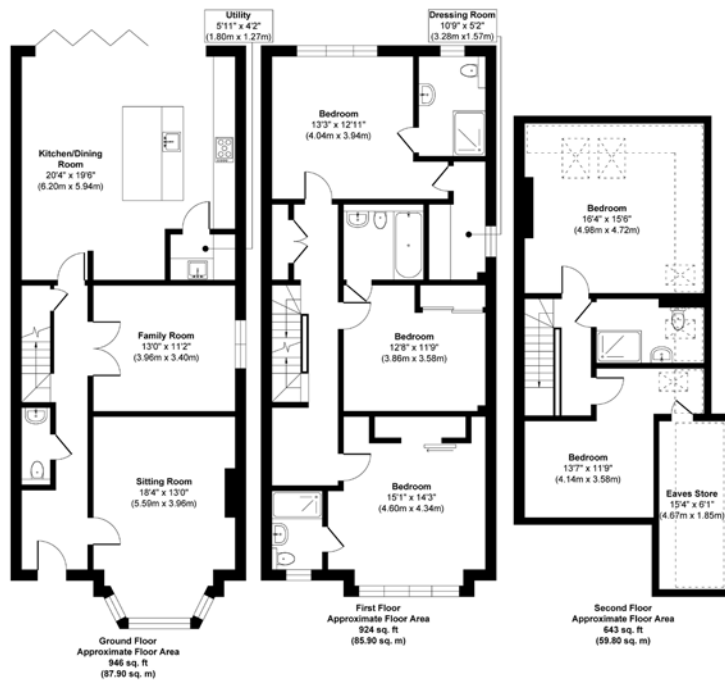 Utility
5'11" x 4'2"
(1.80m x 1.27m)
Kitchen/Dining
Room
20'4" x 19'6"
(6.20m x 5.94m)
Family Room
13'0" x 11'2"
(3.96m x 3.40m)
Sitting Room
18'4" x 13'0"
(5.59m x 3.96m)
Ground Floor
Approximate Floor Area
946 sq. ft
(87.90 sq. m)
Dressing Room
10'9" x 5'2"
(3.28m x 1.57m)
Bedroom
13'3" x 12'11"
(4.04m x 3.94m)
Bedroom
12'8" x 11'9"
(3.86m x 3.58m)
Bedroom
15'1" x 14'3"
(4.60m x 4.34m)
First Floor
Approximate Floor Area
924 sq. ft
(85.90 sq. m)
Bedroom
16'4" x 15'6"
(4.98m x 4.72m)
Bedroom
13'7" x 11'9"
(4.14m x 3.58m)
Eaves Store
15'4" x 6'1"
(4.67m x 1.85m)
Second Floor
Approximate Floor Area
643 sq. ft
(59.80 sq. m)